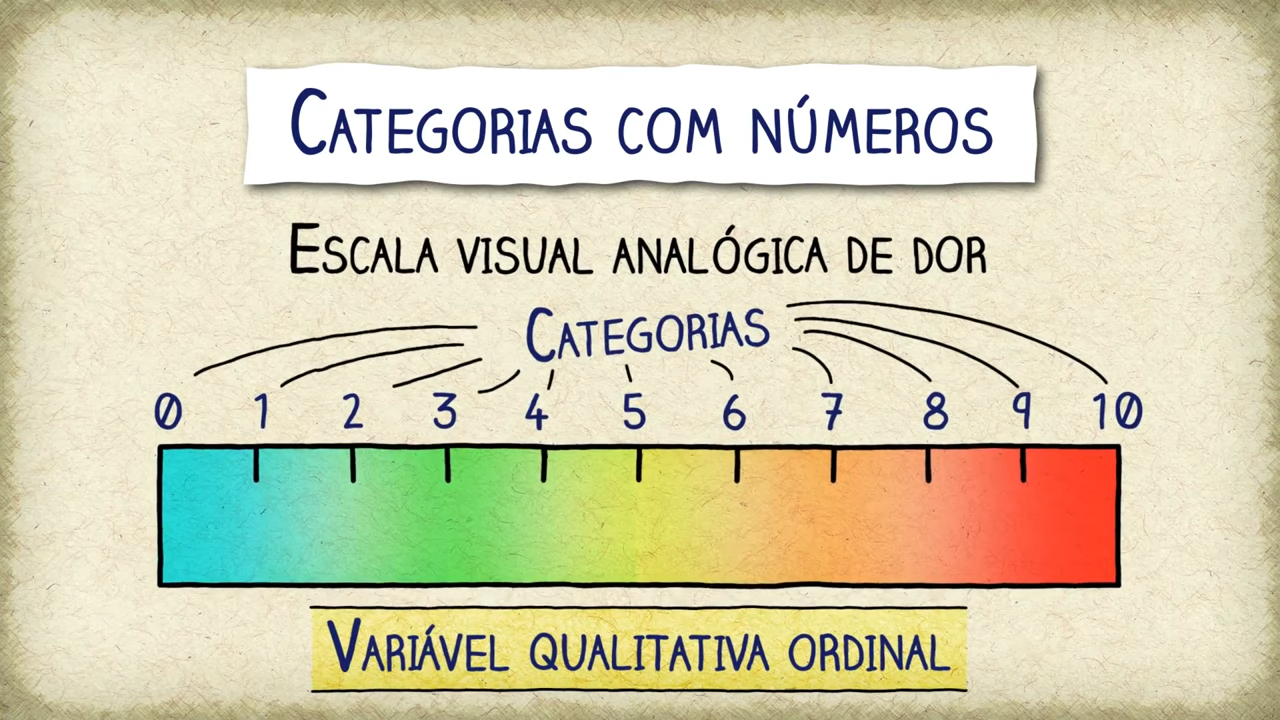 Categorias com números
Escala visual analógica de dor
Categorias
0 1 2 3 4 5 6 7 8 9 10
Variável qualitativa ordinal